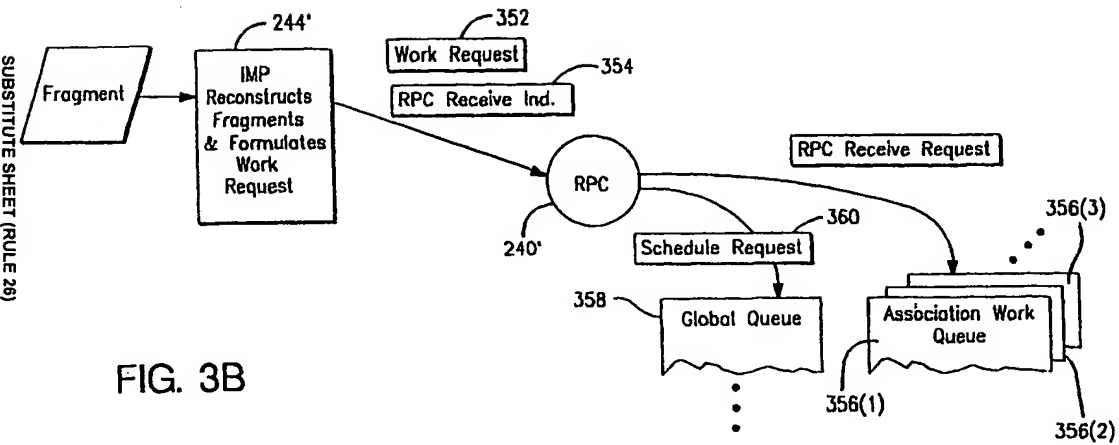 SUBSTITUTE SHEET (RULE 26)
244'
352
Work Request
354
RPC Receive Ind.
Fragment
IMP
Reconstructs
Fragments
& Formulates
Work
Request
RPC
240'
RPC Receive Request
360
Schedule Request
356(3)
358
Global Queue
Association Work
Queue
356(1)
356(2)
FIG. 3B